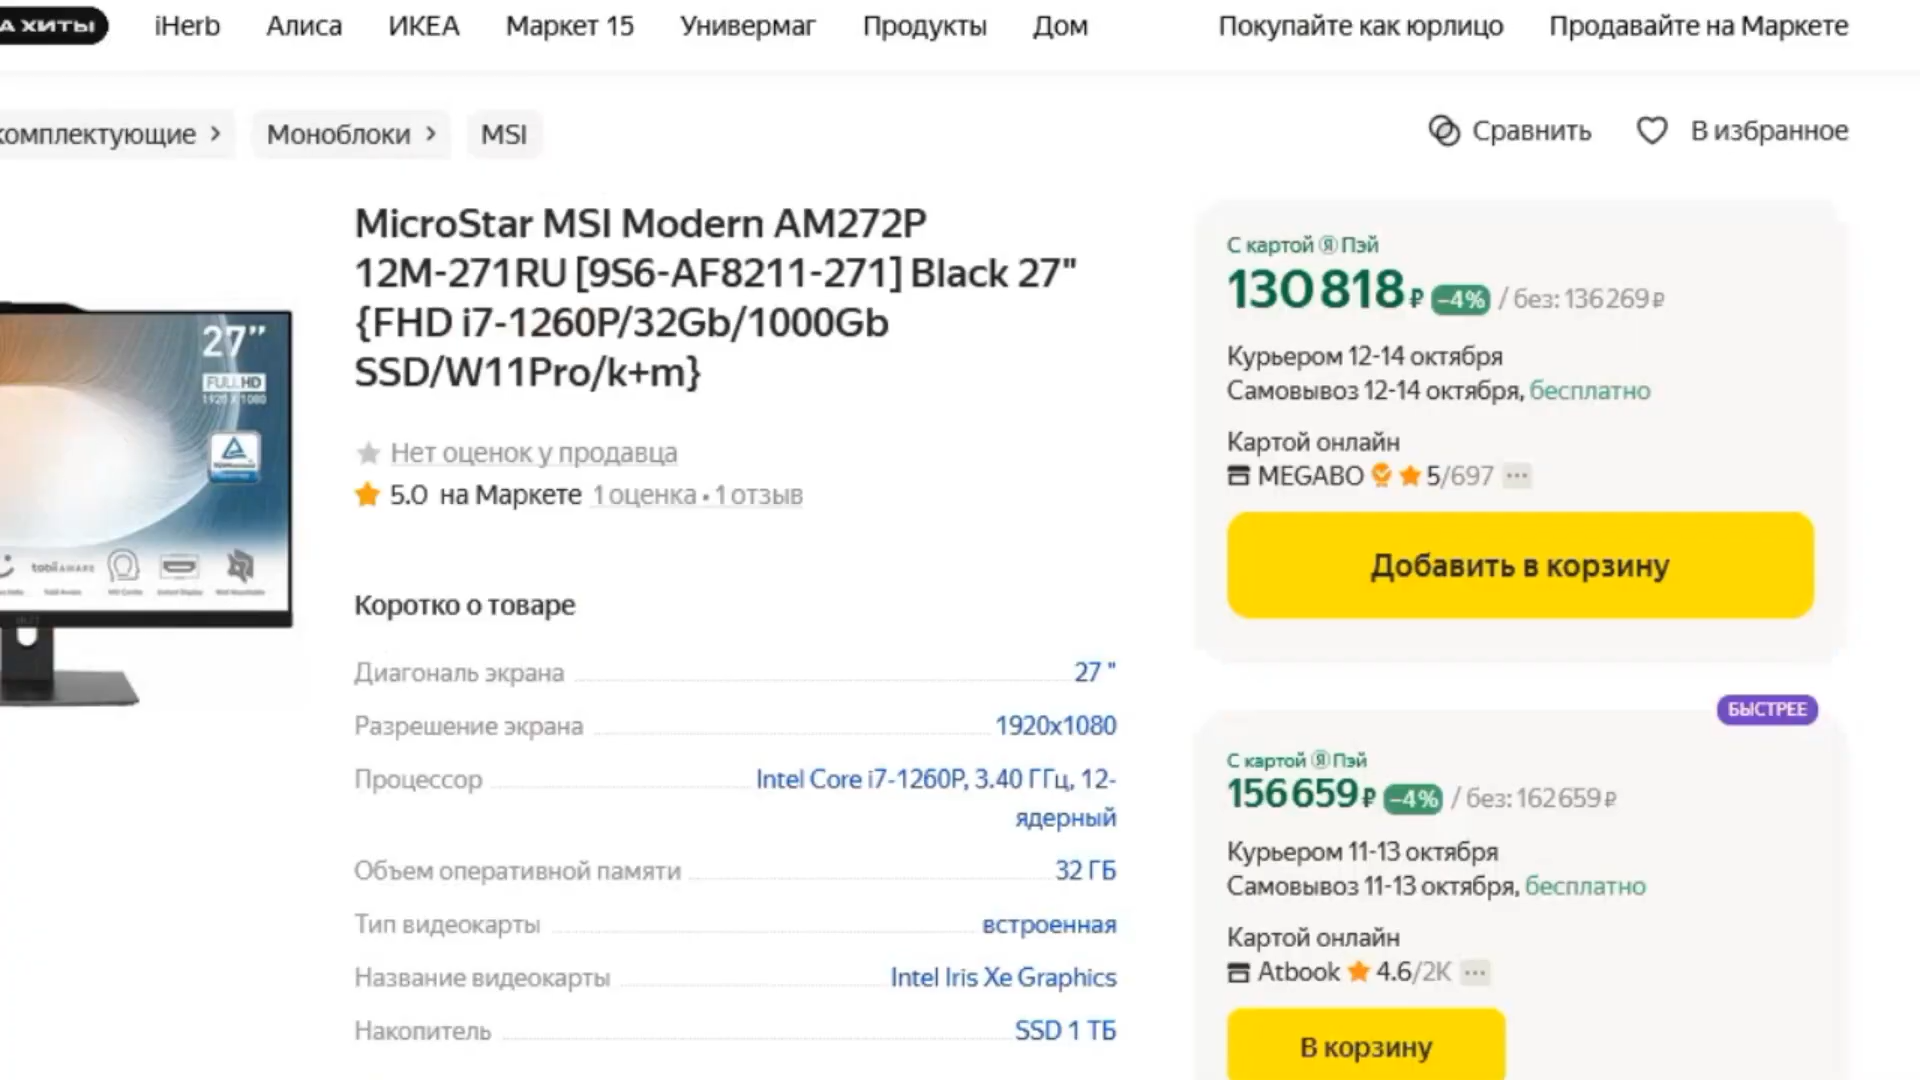 А ХИТЫ
iHerb
Алиса
ИКЕА
Маркет 15
Универмаг
Продукты
Дом
Покупайте как юрлицо
Продавайте на Маркете
комплектующие
Моноблоки
MSI
Сравнить
В избранное
MicroStar MSI Modern AM272P
12M-271RU [9S6-AF8211-271] Black 27"
{FHD i7-1260P/32Gb/1000Gb
SSD/W11Pro/k+m}
27”
FULL HD
1920 X 1080
tobii AWARE
Нет оценок у продавца
5.0 на Маркете 1 оценка • 1 отзыв
Коротко о товаре
Диагональ экрана 27 "
Разрешение экрана 1920x1080
Процессор Intel Core i7-1260P, 3.40 ГГц, 12-
ядерный
Объем оперативной памяти 32 ГБ
Тип видеокарты встроенная
Название видеокарты Intel Iris Xe Graphics
Накопитель SSD 1 ТБ
С картой Я Пэй
130 818 ₽ –4% / без: 136 269 ₽
Курьером 12-14 октября
Самовывоз 12-14 октября, бесплатно
Картой онлайн
MEGABO 5/697 ···
Добавить в корзину
БЫСТРЕЕ
С картой Я Пэй
156 659 ₽ –4% / без: 162 659 ₽
Курьером 11-13 октября
Самовывоз 11-13 октября, бесплатно
Картой онлайн
Atbook 4.6/2K ···
В корзину